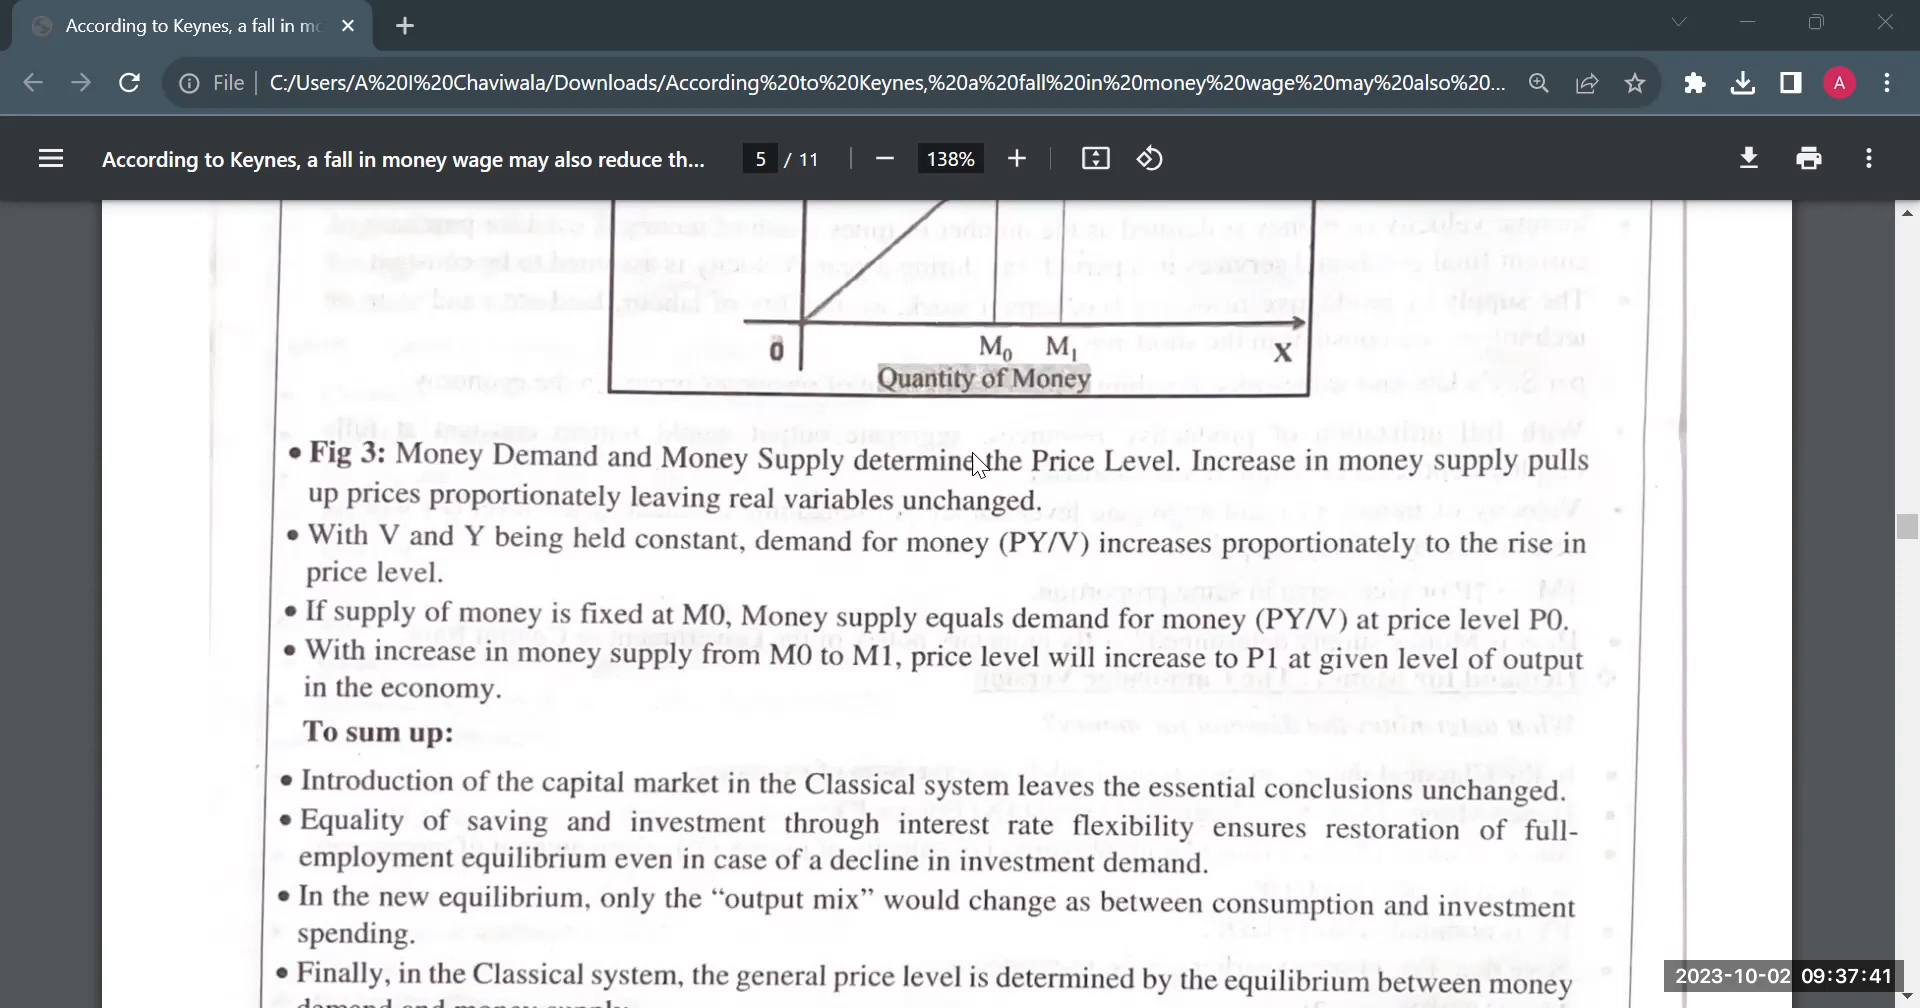 According to Keynes, a fall in m
File
C:/Users/A%20I%20Chaviwala/Downloads/According%20to%20Keynes,%20a%20fall%20in%20money%20wage%20may%20also%20...
A
According to Keynes, a fall in money wage may also reduce th...
5 / 11
138%
0
M0 M1 X
Quantity of Money
• Fig 3: Money Demand and Money Supply determine the Price Level. Increase in money supply pulls
up prices proportionately leaving real variables unchanged.
• With V and Y being held constant, demand for money (PY/V) increases proportionately to the rise in
price level.
• If supply of money is fixed at M0, Money supply equals demand for money (PY/V) at price level P0.
• With increase in money supply from M0 to M1, price level will increase to P1 at given level of output
in the economy.
To sum up:
• Introduction of the capital market in the Classical system leaves the essential conclusions unchanged.
• Equality of saving and investment through interest rate flexibility ensures restoration of full-
employment equilibrium even in case of a decline in investment demand.
• In the new equilibrium, only the “output mix” would change as between consumption and investment
spending.
• Finally, in the Classical system, the general price level is determined by the equilibrium between money
2023-10-02 09:37:41